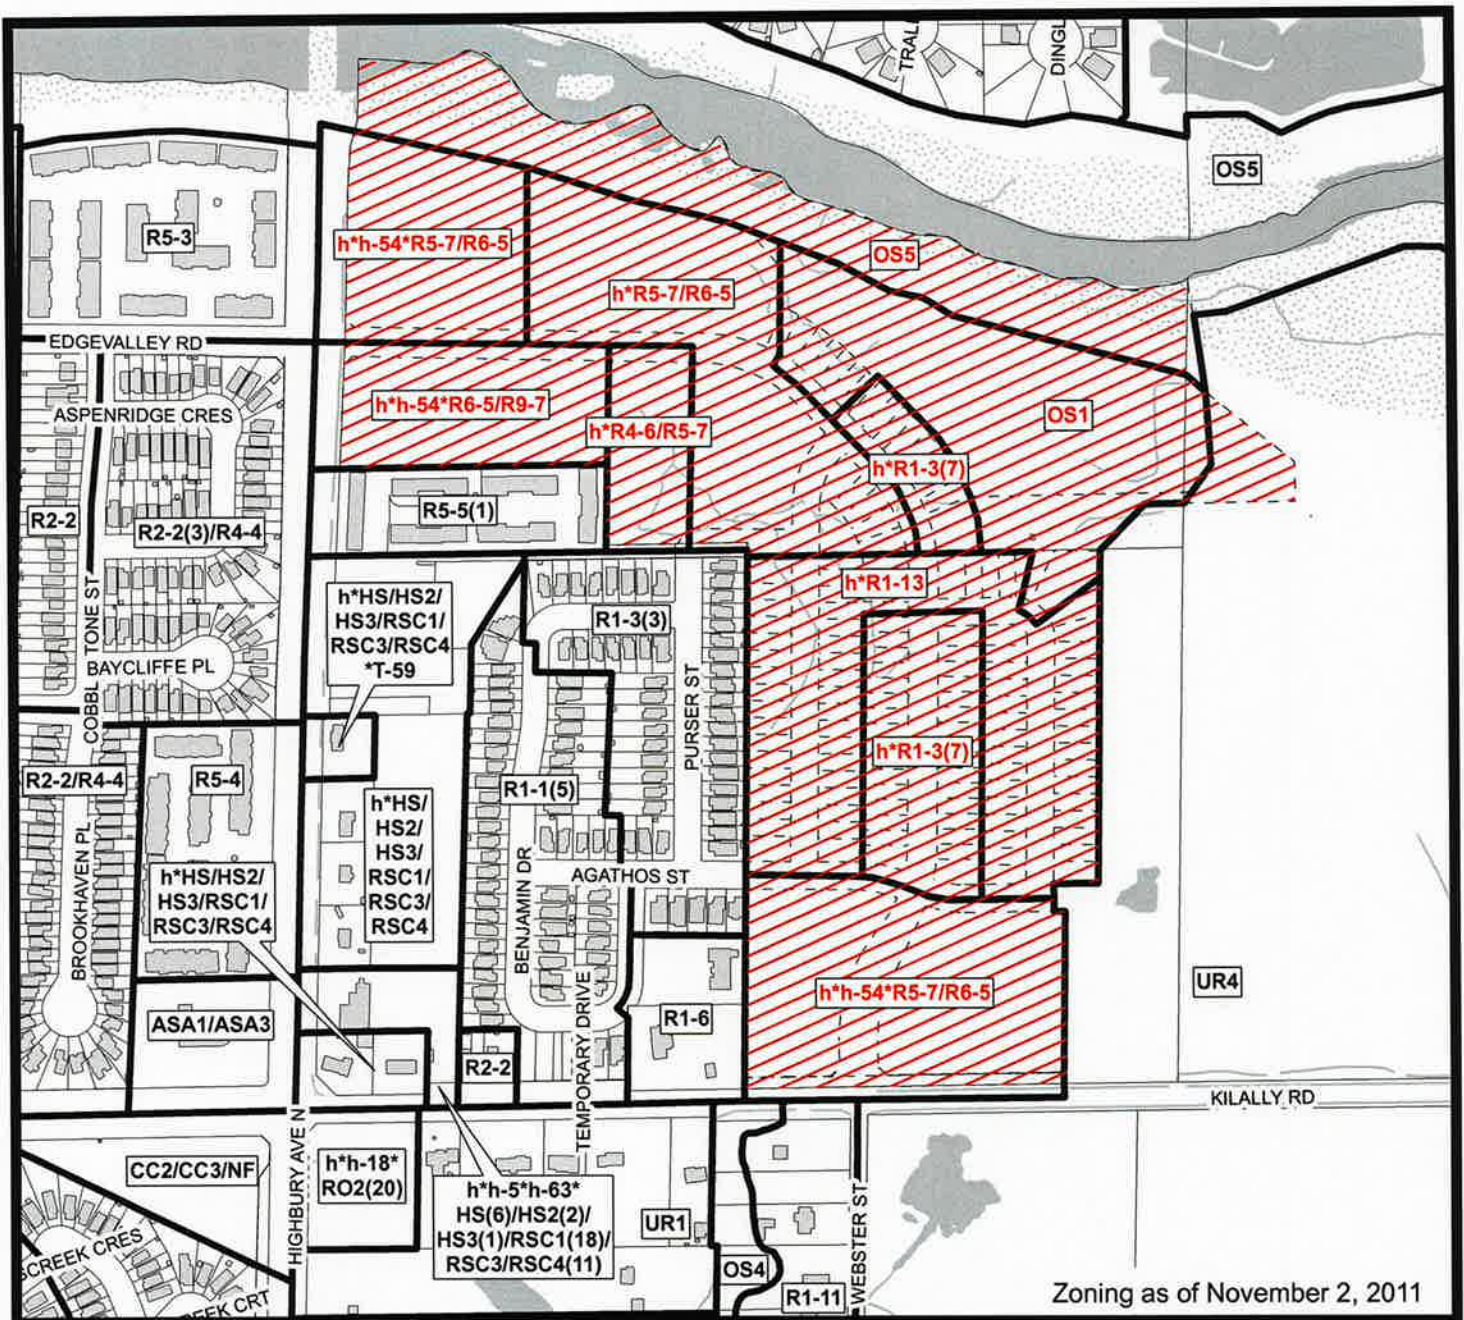 TRAL
DINGL
OS5
R5-3
h*h-54*R5-7/R6-5
OS5
h*R5-7/R6-5
EDGEVALLEY RD
ASPENRIDGE CRES
h*h-54*R6-5/R9-7
h*R4-6/R5-7
OS1
h*R1-3(7)
R2-2
R2-2(3)/R4-4
R5-5(1)
COBBL
TONE ST
h*HS/HS2/
HS3/RSC1/
RSC3/RSC4
*T-59
R1-3(3)
h*R1-13
BAYCLIFFE PL
PURSER ST
R2-2/R4-4
R5-4
h*HS/
HS2/
HS3/
RSC1/
RSC3/
RSC4
R1-1(5)
h*R1-3(7)
BROOKHAVEN PL
h*HS/HS2/
HS3/RSC1/
RSC3/RSC4
BENJAMIN DR
AGATHOS ST
ASA1/ASA3
R2-2
TEMPORARY DRIVE
R1-6
h*h-54*R5-7/R6-5
UR4
KILALLY RD
CC2/CC3/NF
HIGHBURY AVE N
h*h-18*
RO2(20)
h*h-5*h-63*
HS(6)/HS2(2)/
HS3(1)/RSC1(18)/
RSC3/RSC4(11)
UR1
OS4
R1-11
WEBSTER ST
SCREEK CRES
EEK CRT
Zoning as of November 2, 2011